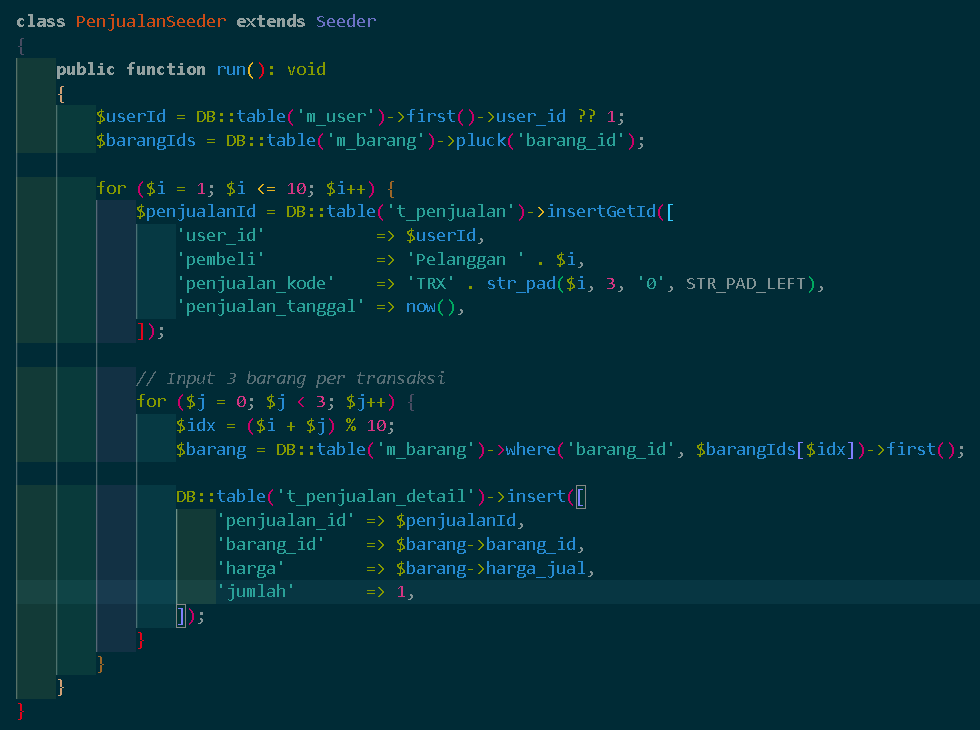 class PenjualanSeeder extends Seeder
{
    public function run(): void
    {
        $userId = DB::table('m_user')->first()->user_id ?? 1;
        $barangIds = DB::table('m_barang')->pluck('barang_id');

        for ($i = 1; $i <= 10; $i++) {
            $penjualanId = DB::table('t_penjualan')->insertGetId([
                'user_id'           => $userId,
                'pembeli'           => 'Pelanggan ' . $i,
                'penjualan_kode'    => 'TRX' . str_pad($i, 3, '0', STR_PAD_LEFT),
                'penjualan_tanggal' => now(),
            ]);

            // Input 3 barang per transaksi
            for ($j = 0; $j < 3; $j++) {
                $idx = ($i + $j) % 10;
                $barang = DB::table('m_barang')->where('barang_id', $barangIds[$idx])->first();

                DB::table('t_penjualan_detail')->insert([
                    'penjualan_id' => $penjualanId,
                    'barang_id'    => $barang->barang_id,
                    'harga'        => $barang->harga_jual,
                    'jumlah'       => 1,
                ]);
            }
        }
    }
}